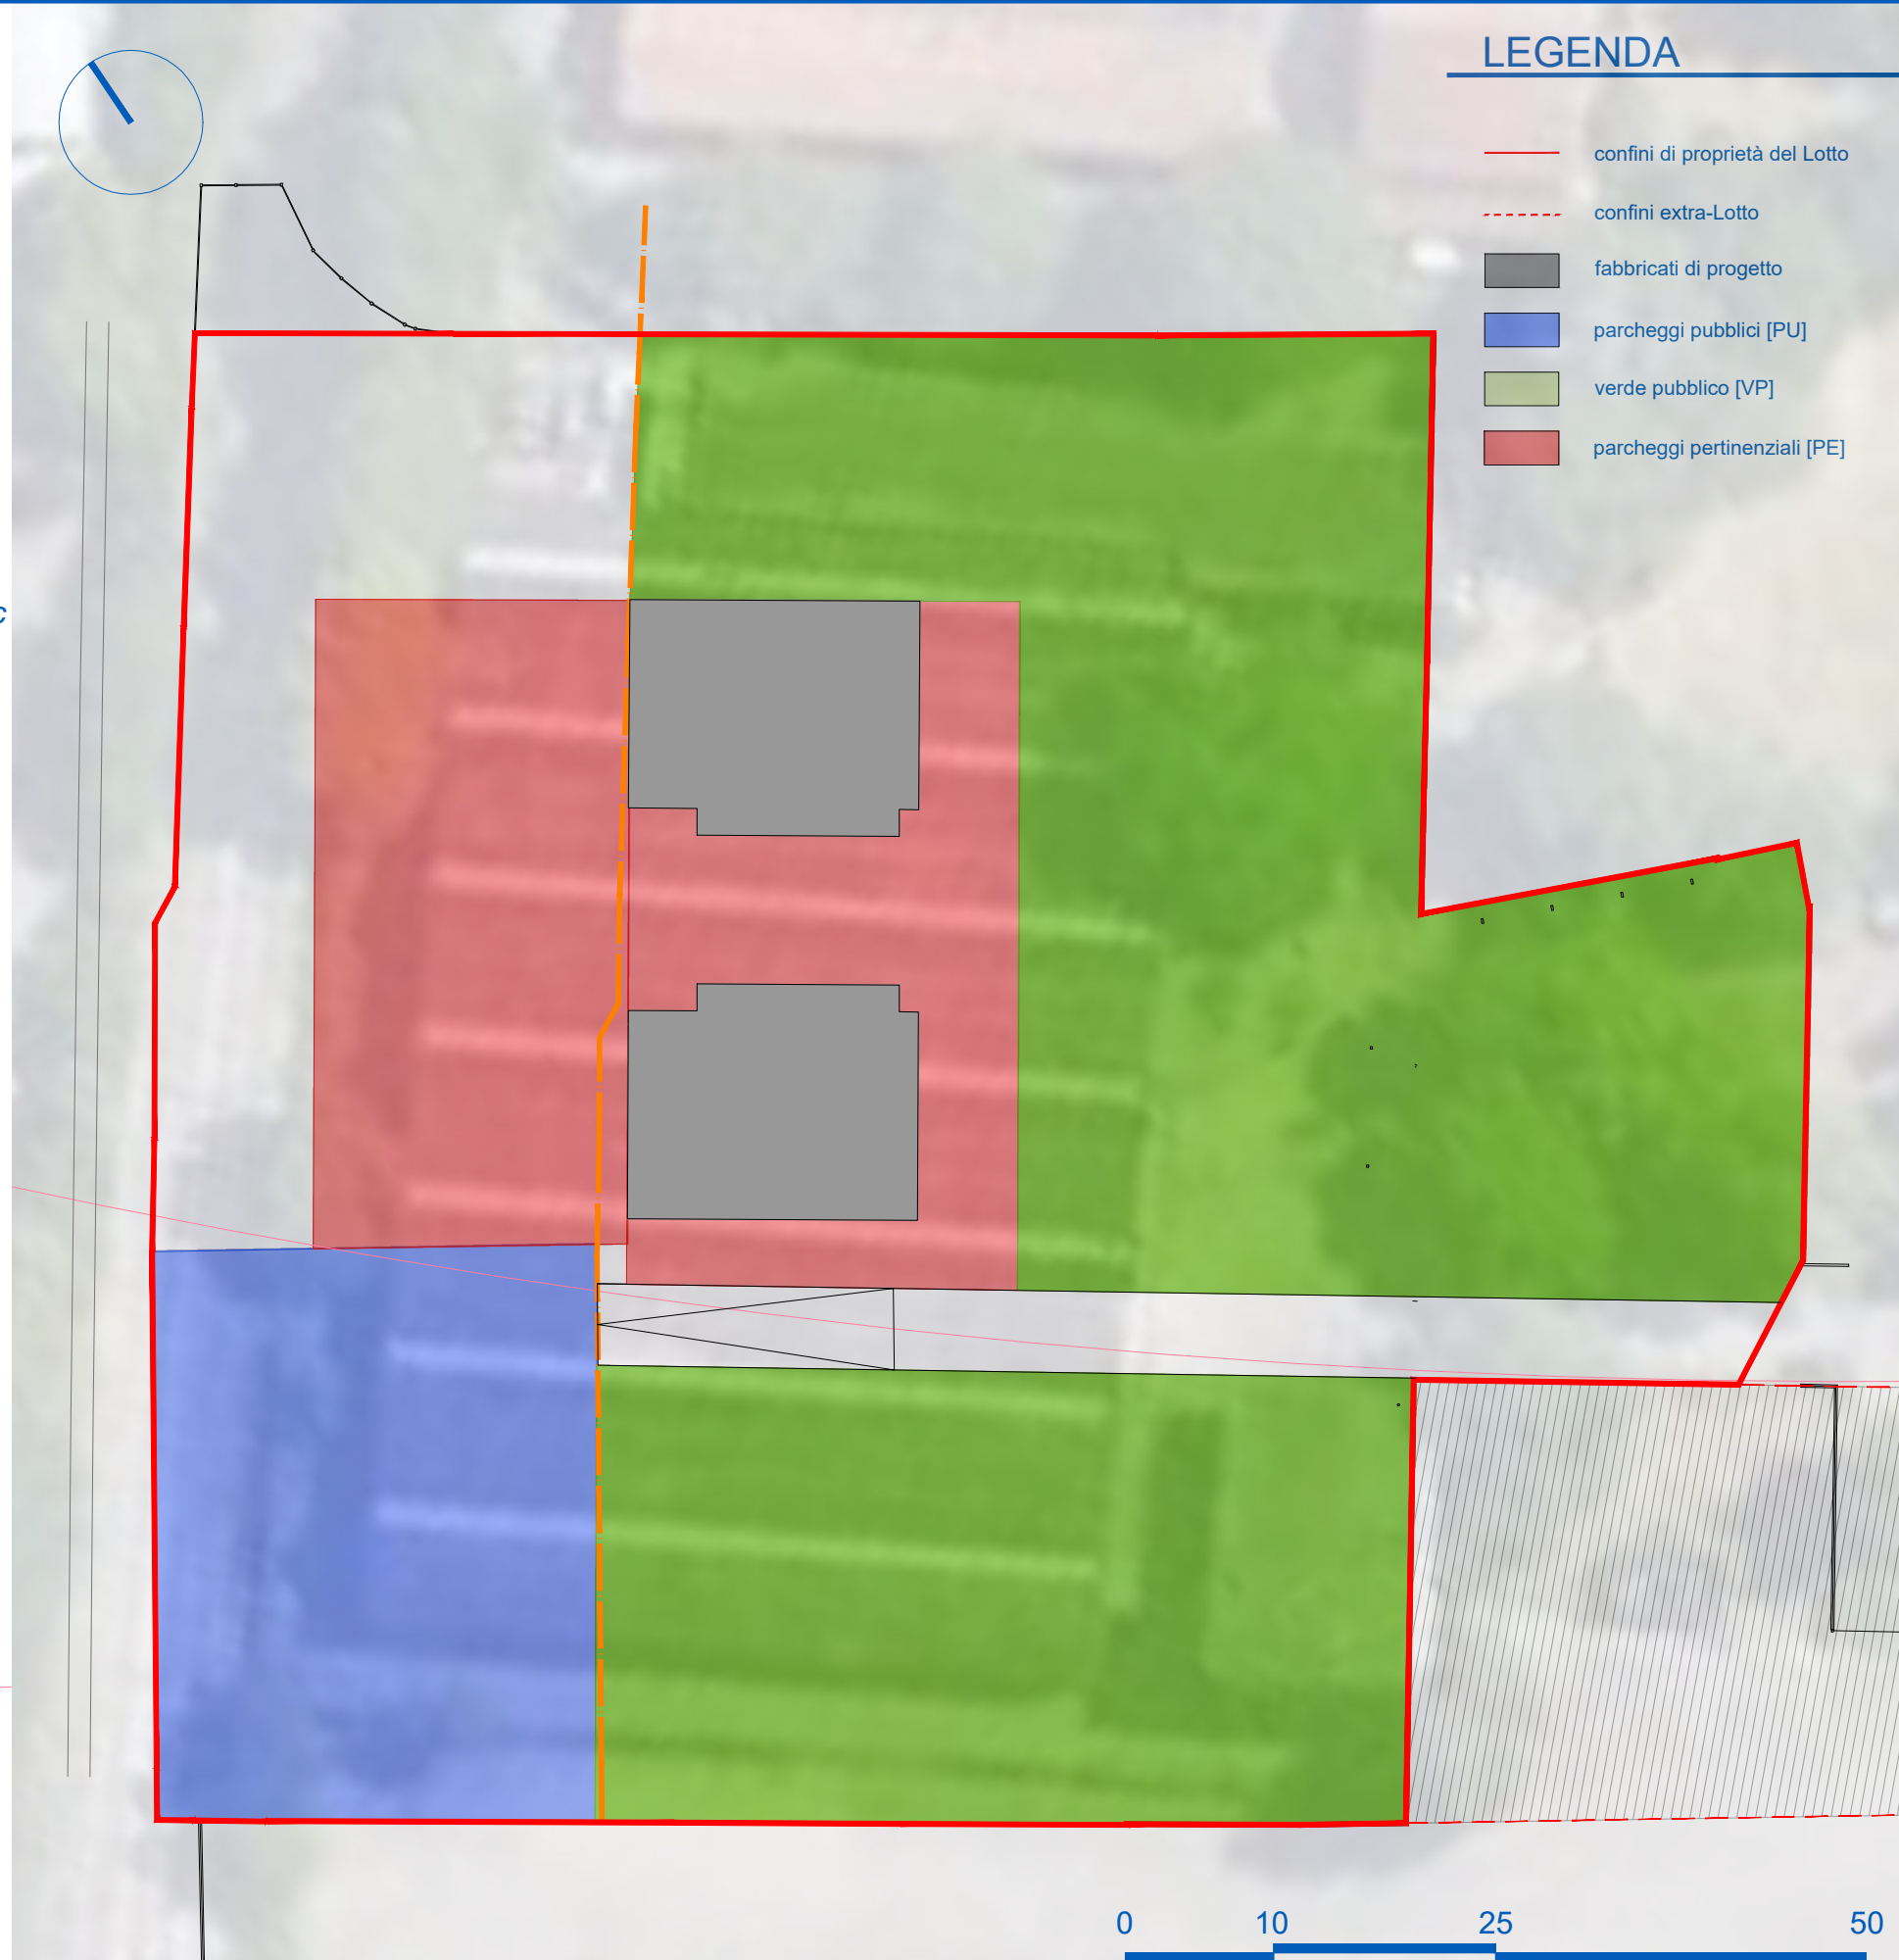 LEGENDA
confini di proprietà del Lotto
confini extra-Lotto
fabbricati di progetto
parcheggi pubblici [PU]
verde pubblico [VP]
parcheggi pertinenziali [PE]
0 10 25 50